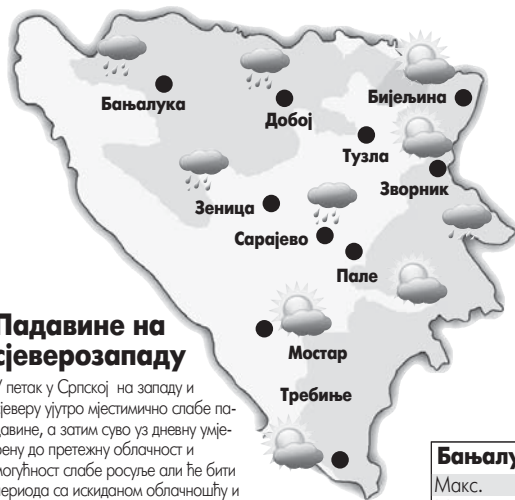 Бањалука
Добој
Бијељина
Тузла
Зворник
Зеница
Сарајево
Пале
Мостар
Требиње
Падавине на
сјеверозападу
У петак у Српској на западу и
сјеверу ујутро мјестимично слабе па-
давине, а затим суво уз дневну умје-
рену до претежну облачност и
могућност слабе росуље али ће бити
периода са искиданом облачношћу и
Бањалу
Макс.